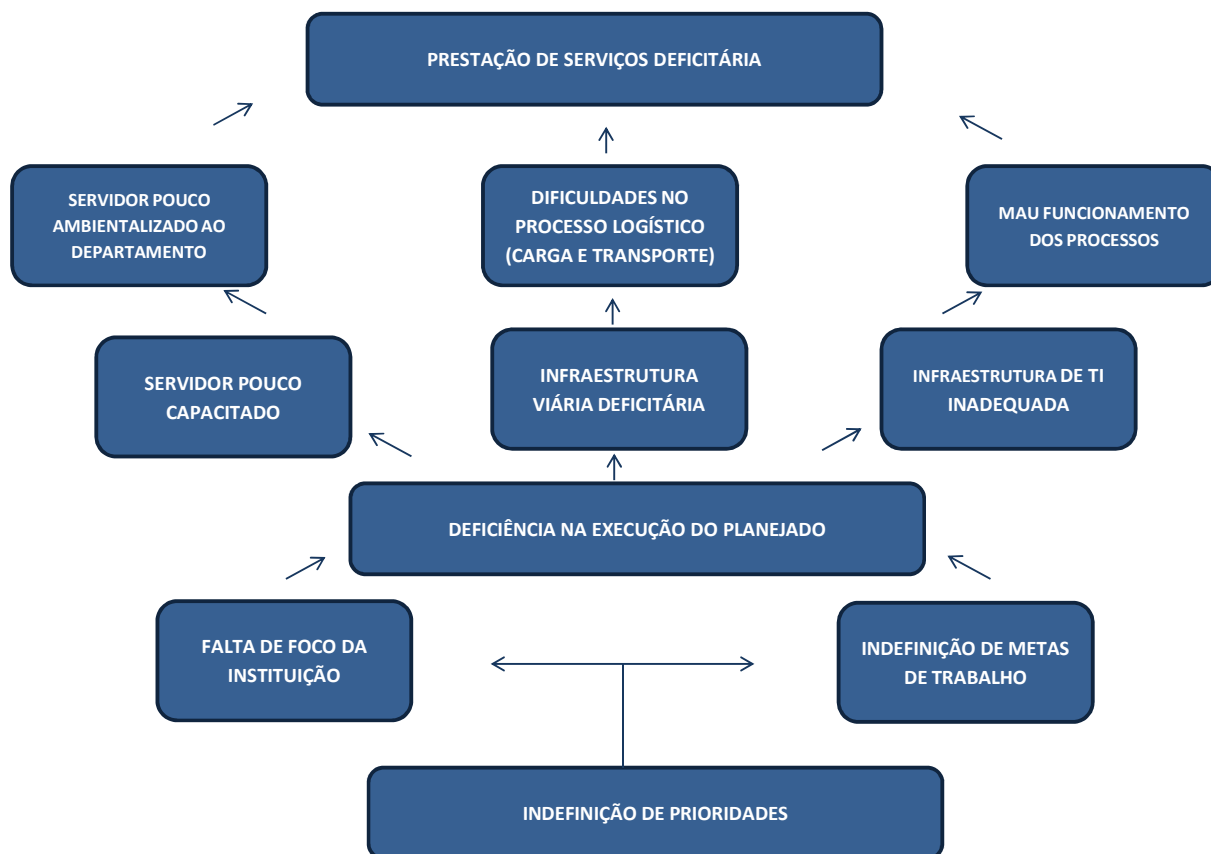 PRESTAÇÃO DE SERVIÇOS DEFICITÁRIA
SERVIDOR POUCO
AMBIENTALIZADO AO
DEPARTAMENTO
DIFICULDADES NO
PROCESSO LOGÍSTICO
(CARGA E TRANSPORTE)
MAU FUNCIONAMENTO
DOS PROCESSOS
SERVIDOR POUCO
CAPACITADO
INFRAESTRUTURA
VIÁRIA DEFICITÁRIA
INFRAESTRUTURA DE TI
INADEQUADA
DEFICIÊNCIA NA EXECUÇÃO DO PLANEJADO
FALTA DE FOCO DA
INSTITUIÇÃO
INDEFINIÇÃO DE METAS
DE TRABALHO
INDEFINIÇÃO DE PRIORIDADES